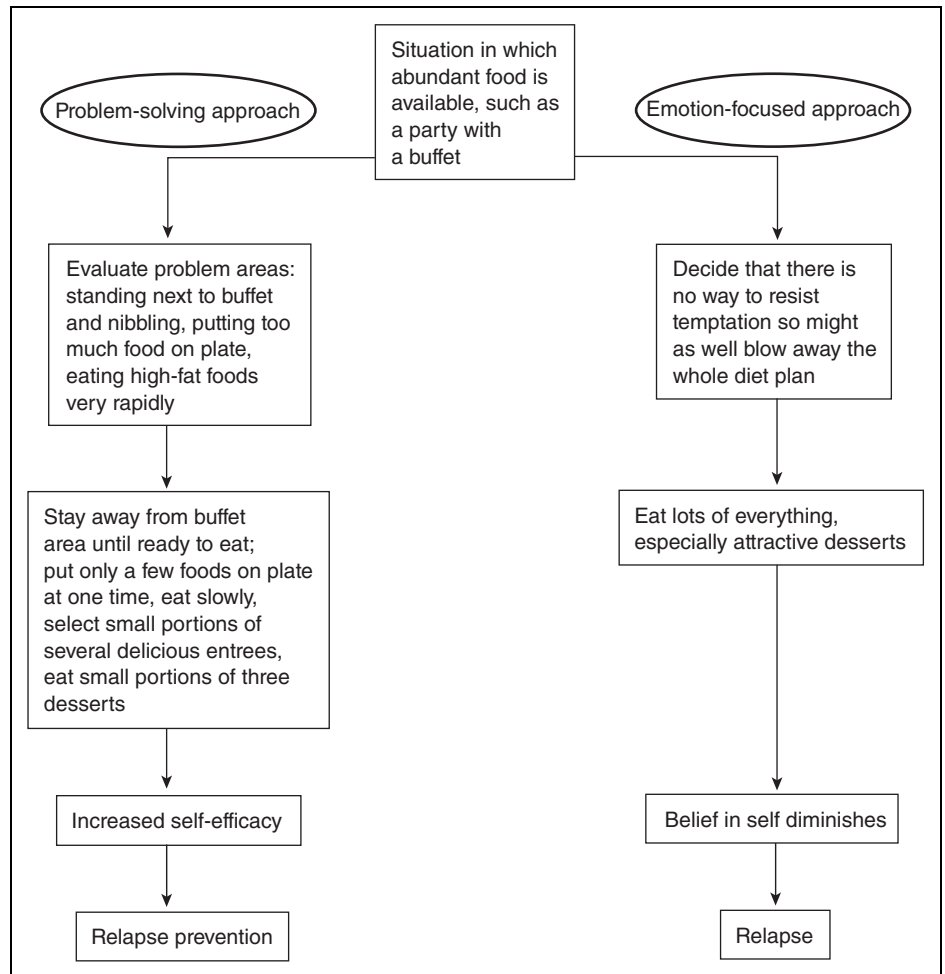 Situation in which
abundant food is
available, such as
a party with
a buffet
Problem-solving approach
Emotion-focused approach
Evaluate problem areas:
standing next to buffet
and nibbling, putting too
much food on plate,
eating high-fat foods
very rapidly
Decide that there is
no way to resist
temptation so might
as well blow away the
whole diet plan
Stay away from buffet
area until ready to eat;
put only a few foods on plate
at one time, eat slowly,
select small portions of
several delicious entrees,
eat small portions of three
desserts
Eat lots of everything,
especially attractive desserts
Increased self-efficacy
Belief in self diminishes
Relapse prevention
Relapse